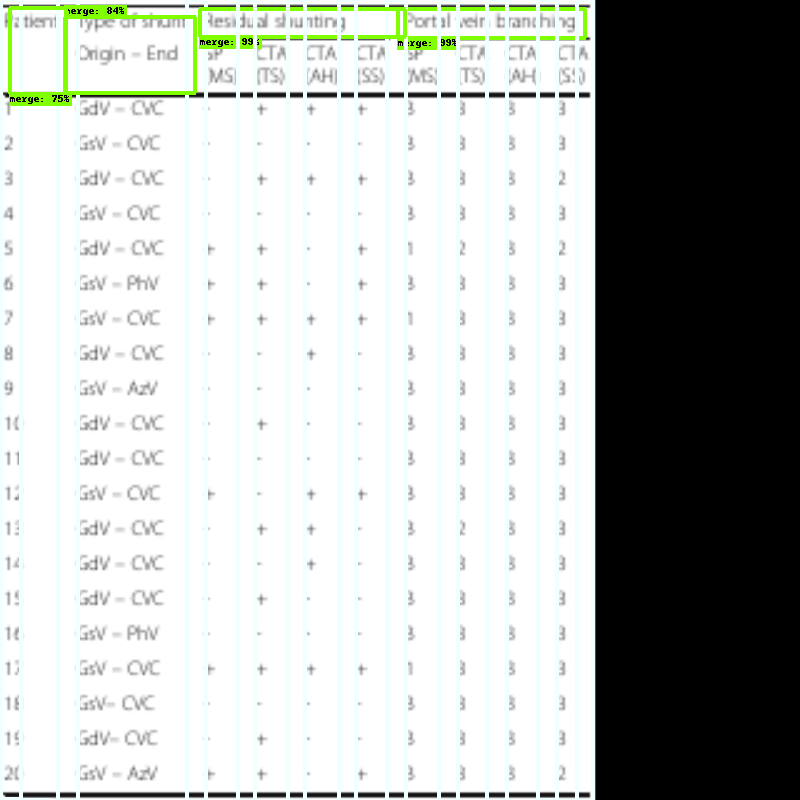 merge: 84%
Patient Type of shunt Residual shunting Portal vein branching
merge: 99% merge: 99%
Origin – End SP CTA CTA CTA SP CTA CTA CTA
(MS) (TS) (AH) (SS) (MS) (TS) (AH) (SS)
merge: 75%
1 GdV – CVC - + + + 3 3 3 3
2 GsV – CVC - - - - 3 3 3 3
3 GdV – CVC - + + + 3 3 3 2
4 GsV – CVC - - - - 3 3 3 3
5 GdV – CVC + + - + 1 2 3 2
6 GsV – PhV + + - + 3 3 3 3
7 GsV – CVC + + + + 1 3 3 3
8 GdV – CVC - - + - 3 3 3 3
9 GsV – AzV - - - - 3 3 3 3
10 GdV – CVC - + - - 3 3 3 3
11 GdV – CVC - - - - 3 3 3 3
12 GsV – CVC + - + + 3 3 3 3
13 GdV – CVC - + + - 3 2 3 3
14 GdV – CVC - - + - 3 3 3 3
15 GdV – CVC - + - - 3 3 3 3
16 GsV – PhV - - - - 3 3 3 3
17 GsV – CVC + + + + 1 3 3 3
18 GsV– CVC - - - - 3 3 3 3
19 GdV– CVC - + - - 3 3 3 3
20 GsV – AzV + + - + 3 3 3 2